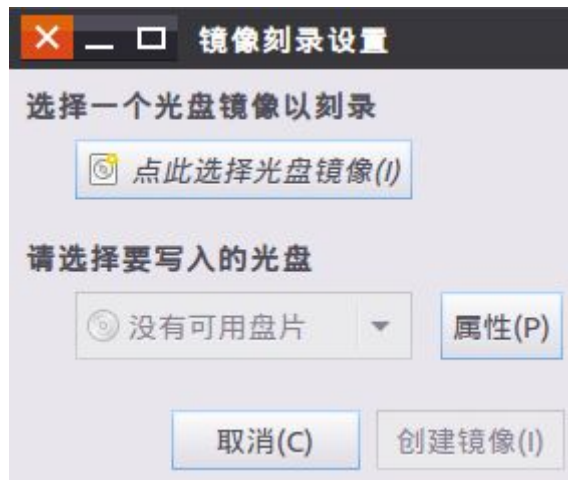 镜像刻录设置
选择一个光盘镜像以刻录
点此选择光盘镜像(I)
请选择要写入的光盘
没有可用盘片
属性(P)
取消(C)
创建镜像(I)